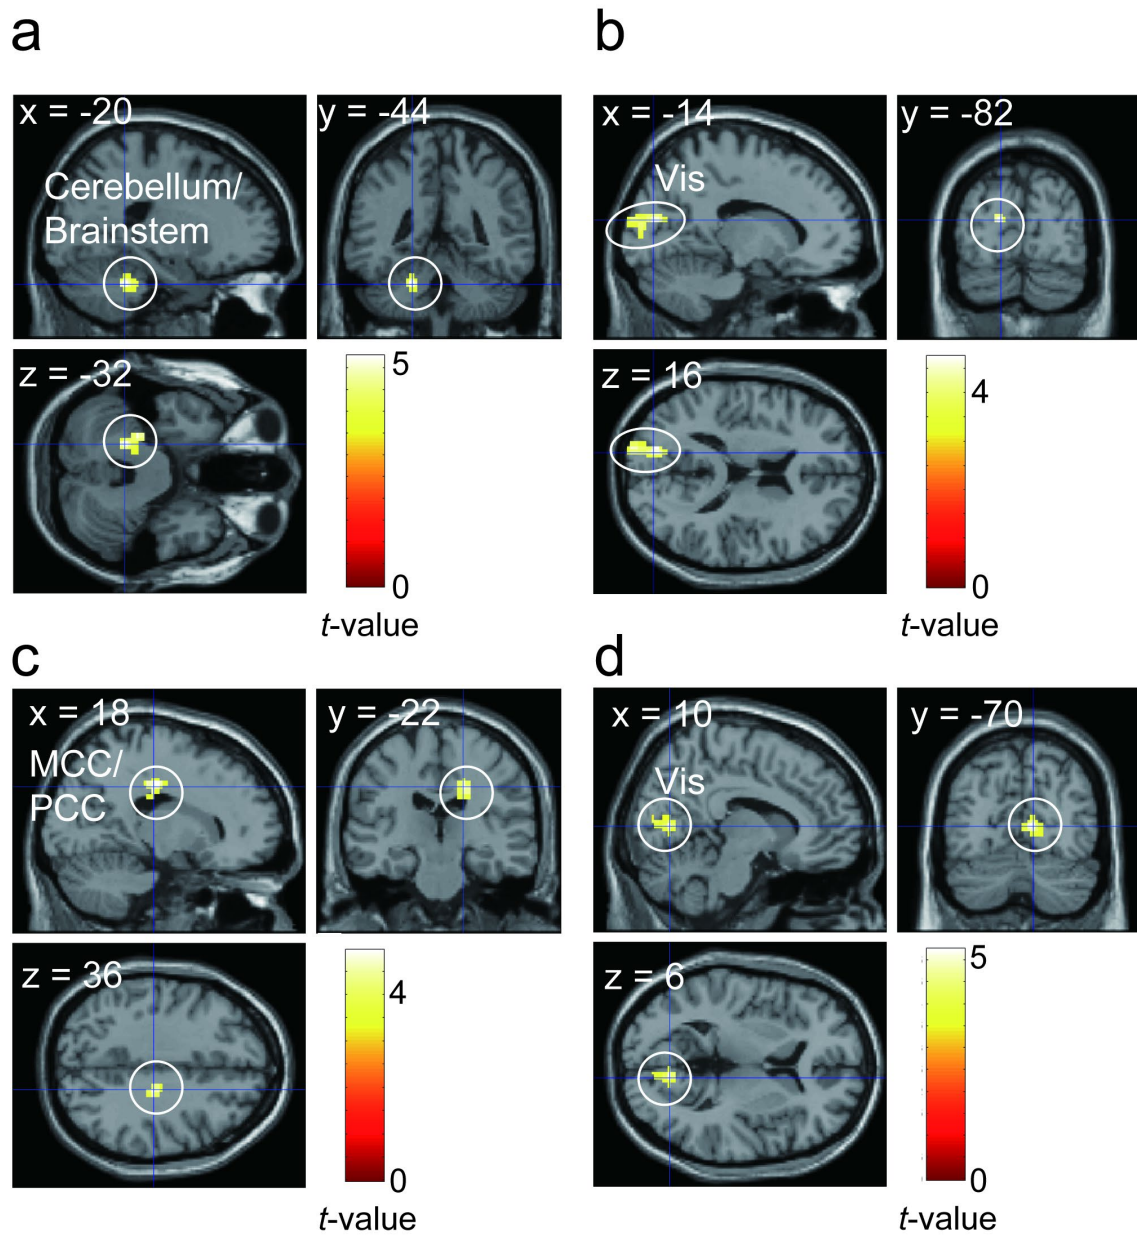 a
x = -20
y = -44
Cerebellum/
Brainstem
z = -32
5
0
t-value
b
x = -14
y = -82
Vis
z = 16
4
0
t-value
c
x = 18
y = -22
MCC/
PCC
z = 36
4
0
t-value
d
x = 10
y = -70
Vis
z = 6
5
0
t-value